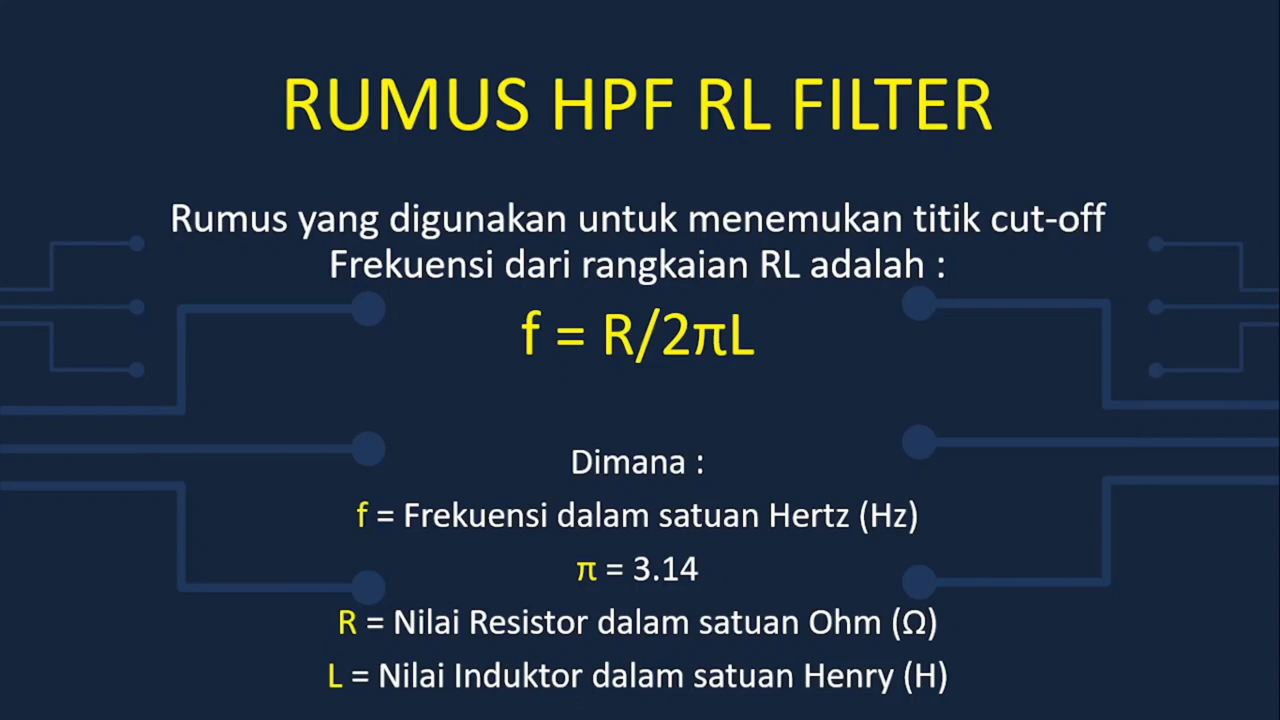 RUMUS HPF RL FILTER
Rumus yang digunakan untuk menemukan titik cut-off
Frekuensi dari rangkaian RL adalah :
f = R/2πL
Dimana :
f = Frekuensi dalam satuan Hertz (Hz)
π = 3.14
R = Nilai Resistor dalam satuan Ohm (Ω)
L = Nilai Induktor dalam satuan Henry (H)